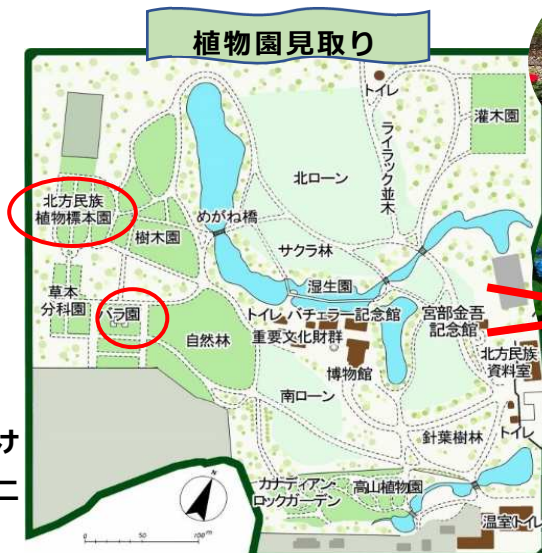 植物園見取り
トイレ
灌木園
ライラック並木
北ローン
北方民族
植物標本園
めがね橋
樹木園
サクラ林
湿生園
草本
分科園
バラ園
トイレ
バチェラー記念館
宮部金吾
記念館
自然林
重要文化財群
博物館
北方民族
資料室
南ローン
針葉樹林
トイレ
け
ニ
カナディアン・
ロックガーデン
高山植物園
温室
トイレ
N
0 50 100m